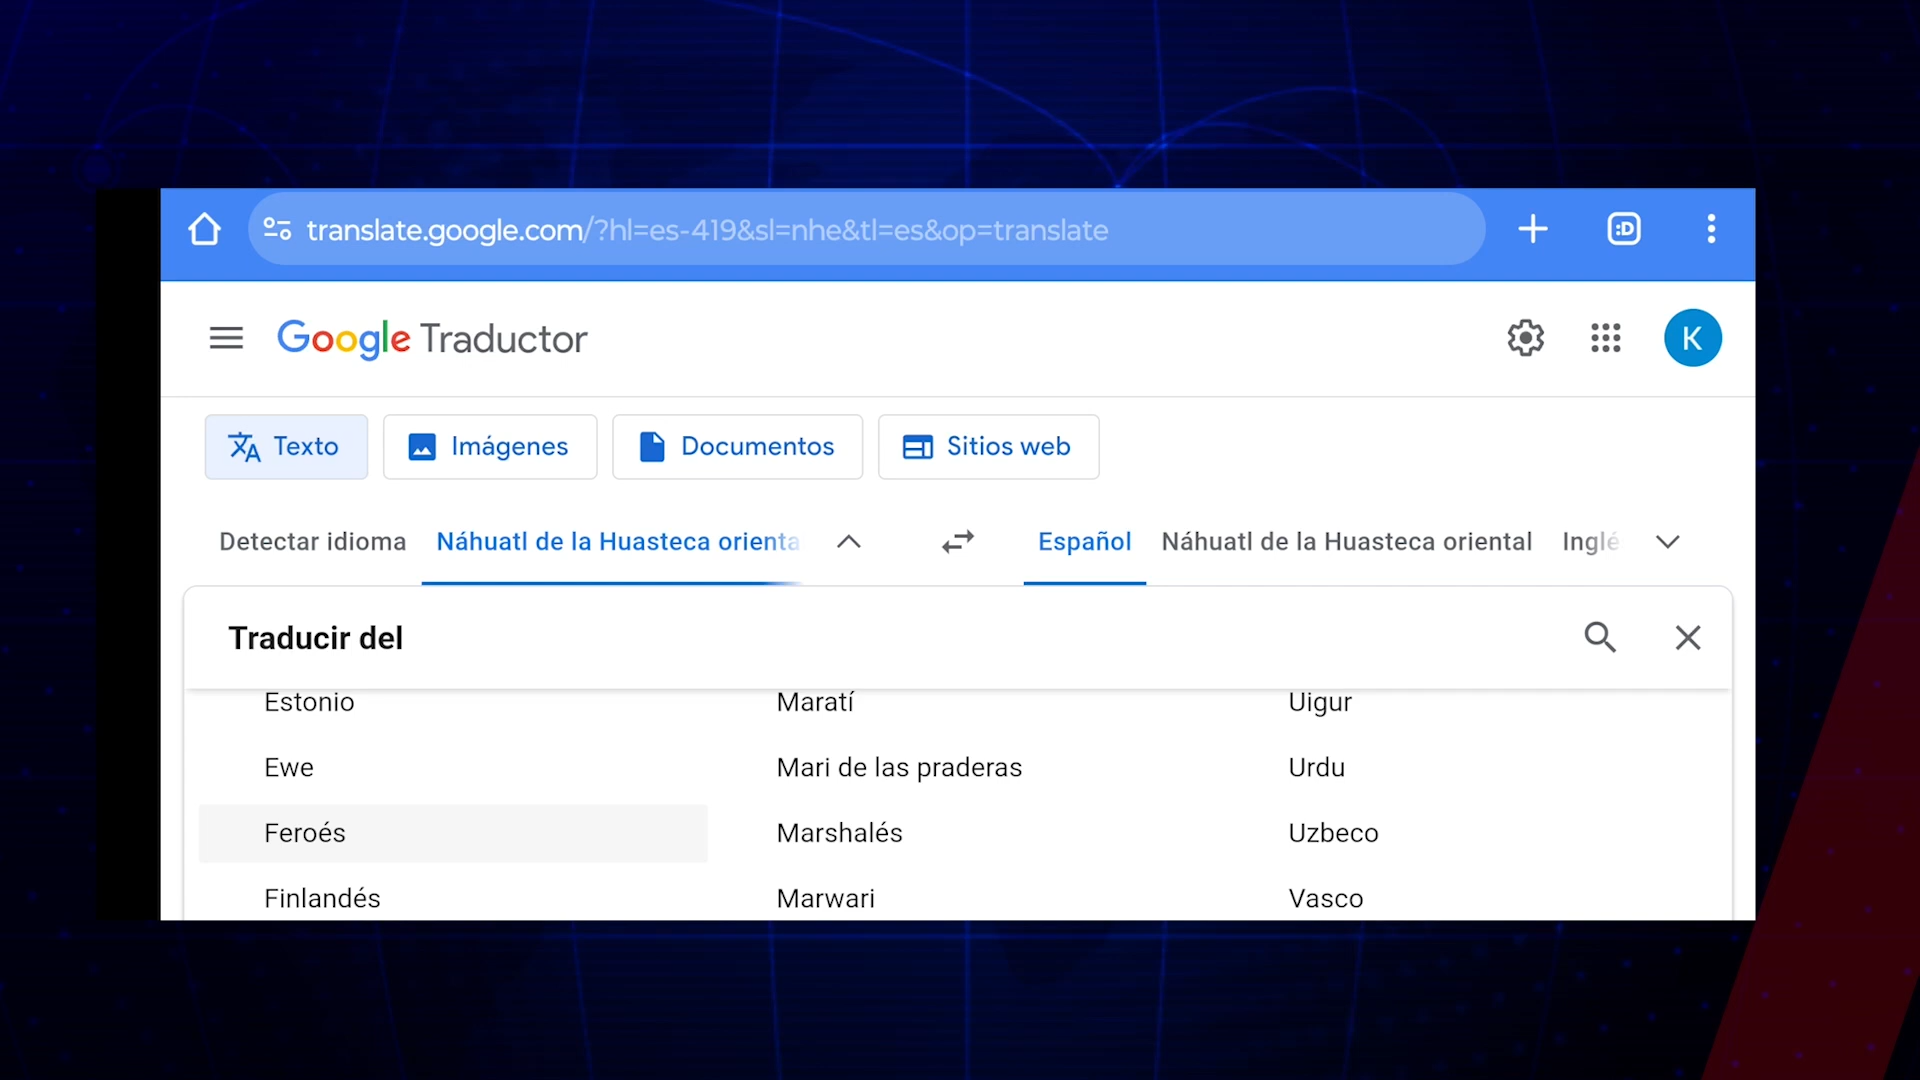 translate.google.com/?hl=es-419&sl=nhe&tl=es&op=translate :D
Google Traductor K
Texto Imágenes Documentos Sitios web
Detectar idioma Náhuatl de la Huasteca orienta Español Náhuatl de la Huasteca oriental Inglé
Traducir del
Estonio Maratí Uigur
Ewe Mari de las praderas Urdu
Feroés Marshalés Uzbeco
Finlandés Marwari Vasco